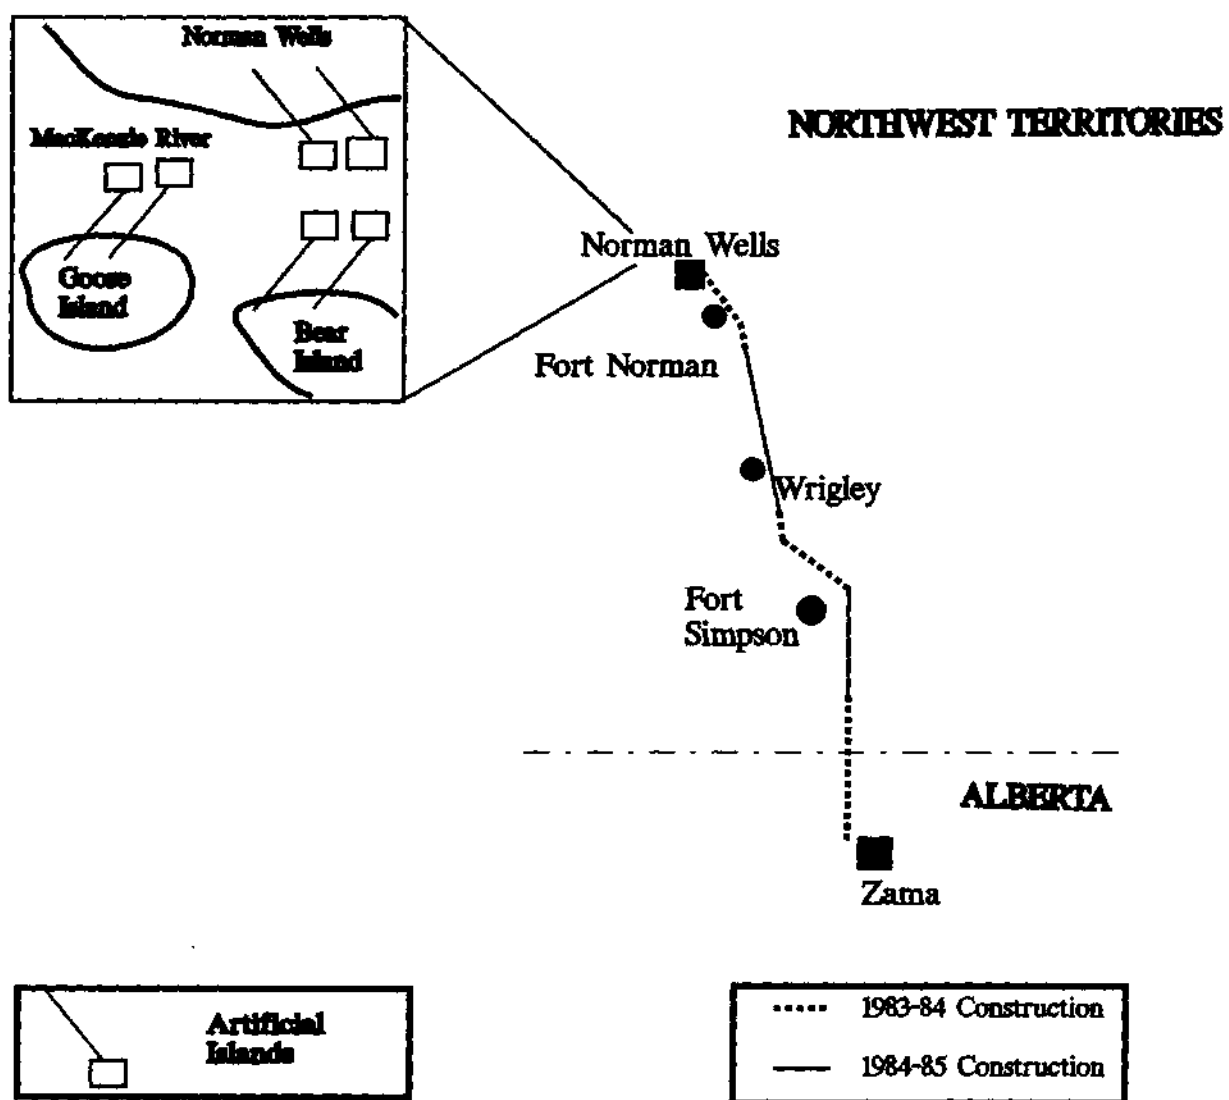 Norman Wells
MacKenzie River
Goose
Island
Bear
Island
NORTHWEST TERRITORIES
Norman Wells
Fort Norman
Wrigley
Fort
Simpson
ALBERTA
Zama
Artificial
Islands
1983-84 Construction
1984-85 Construction